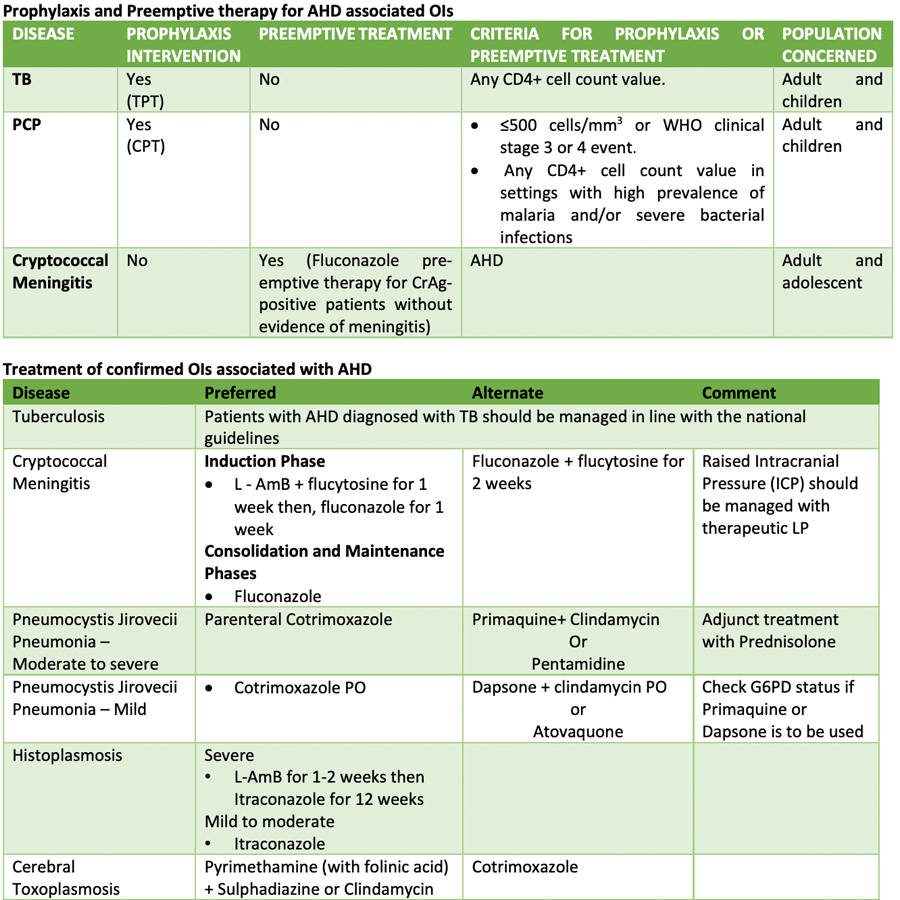 Prophylaxis and Preemptive therapy for AHD associated OIs
DISEASE
PROPHYLAXIS
INTERVENTION
PREEMPTIVE TREATMENT
CRITERIA FOR PROPHYLAXIS OR
PREEMPTIVE TREATMENT
POPULATION
CONCERNED
TB
Yes
(TPT)
No
Any CD4+ cell count value.
Adult and
children
PCP
Yes
(CPT)
No
• ≤500 cells/mm³ or WHO clinical
stage 3 or 4 event.
• Any CD4+ cell count value in
settings with high prevalence of
malaria and/or severe bacterial
infections
Adult and
children
Cryptococcal
Meningitis
No
Yes (Fluconazole pre-
emptive therapy for CrAg-
positive patients without
evidence of meningitis)
AHD
Adult and
adolescent
Treatment of confirmed OIs associated with AHD
Disease
Preferred
Alternate
Comment
Tuberculosis
Patients with AHD diagnosed with TB should be managed in line with the national
guidelines
Cryptococcal
Meningitis
Induction Phase
• L - AmB + flucytosine for 1
week then, fluconazole for 1
week
Consolidation and Maintenance
Phases
• Fluconazole
Fluconazole + flucytosine for
2 weeks
Raised Intracranial
Pressure (ICP) should
be managed with
therapeutic LP
Pneumocystis Jirovecii
Pneumonia –
Moderate to severe
Parenteral Cotrimoxazole
Primaquine+ Clindamycin
Or
Pentamidine
Adjunct treatment
with Prednisolone
Pneumocystis Jirovecii
Pneumonia – Mild
• Cotrimoxazole PO
Dapsone + clindamycin PO
or
Atovaquone
Check G6PD status if
Primaquine or
Dapsone is to be used
Histoplasmosis
Severe
• L-AmB for 1-2 weeks then
Itraconazole for 12 weeks
Mild to moderate
• Itraconazole
Cerebral
Toxoplasmosis
Pyrimethamine (with folinic acid)
+ Sulphadiazine or Clindamycin
Cotrimoxazole